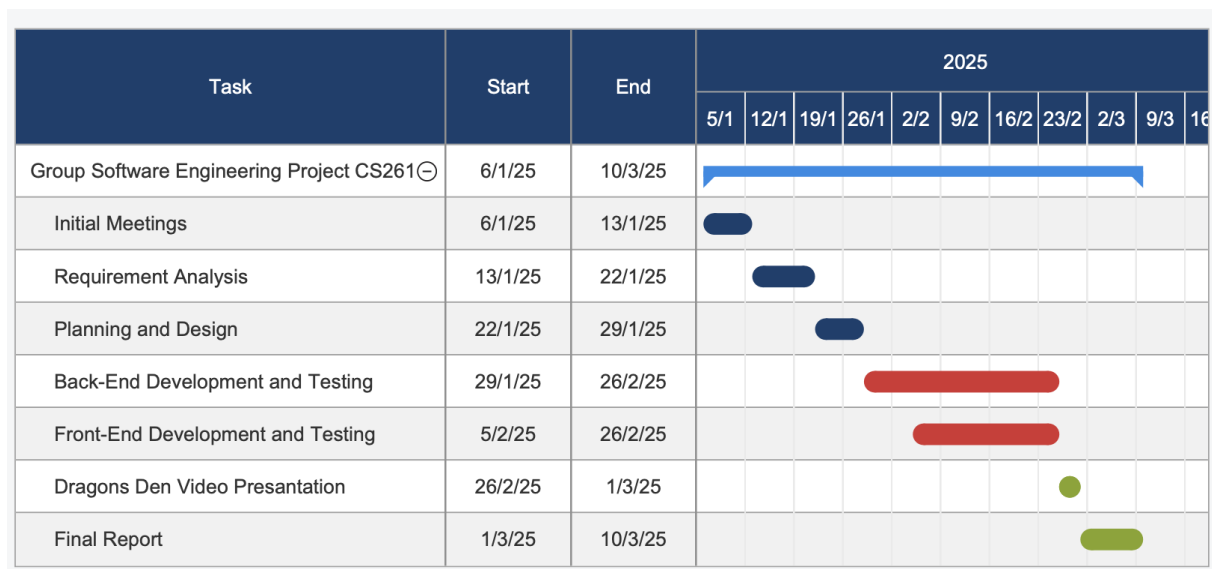 2025
Task Start End
5/1 12/1 19/1 26/1 2/2 9/2 16/2 23/2 2/3 9/3 16
Group Software Engineering Project CS261 6/1/25 10/3/25
Initial Meetings 6/1/25 13/1/25
Requirement Analysis 13/1/25 22/1/25
Planning and Design 22/1/25 29/1/25
Back-End Development and Testing 29/1/25 26/2/25
Front-End Development and Testing 5/2/25 26/2/25
Dragons Den Video Presantation 26/2/25 1/3/25
Final Report 1/3/25 10/3/25